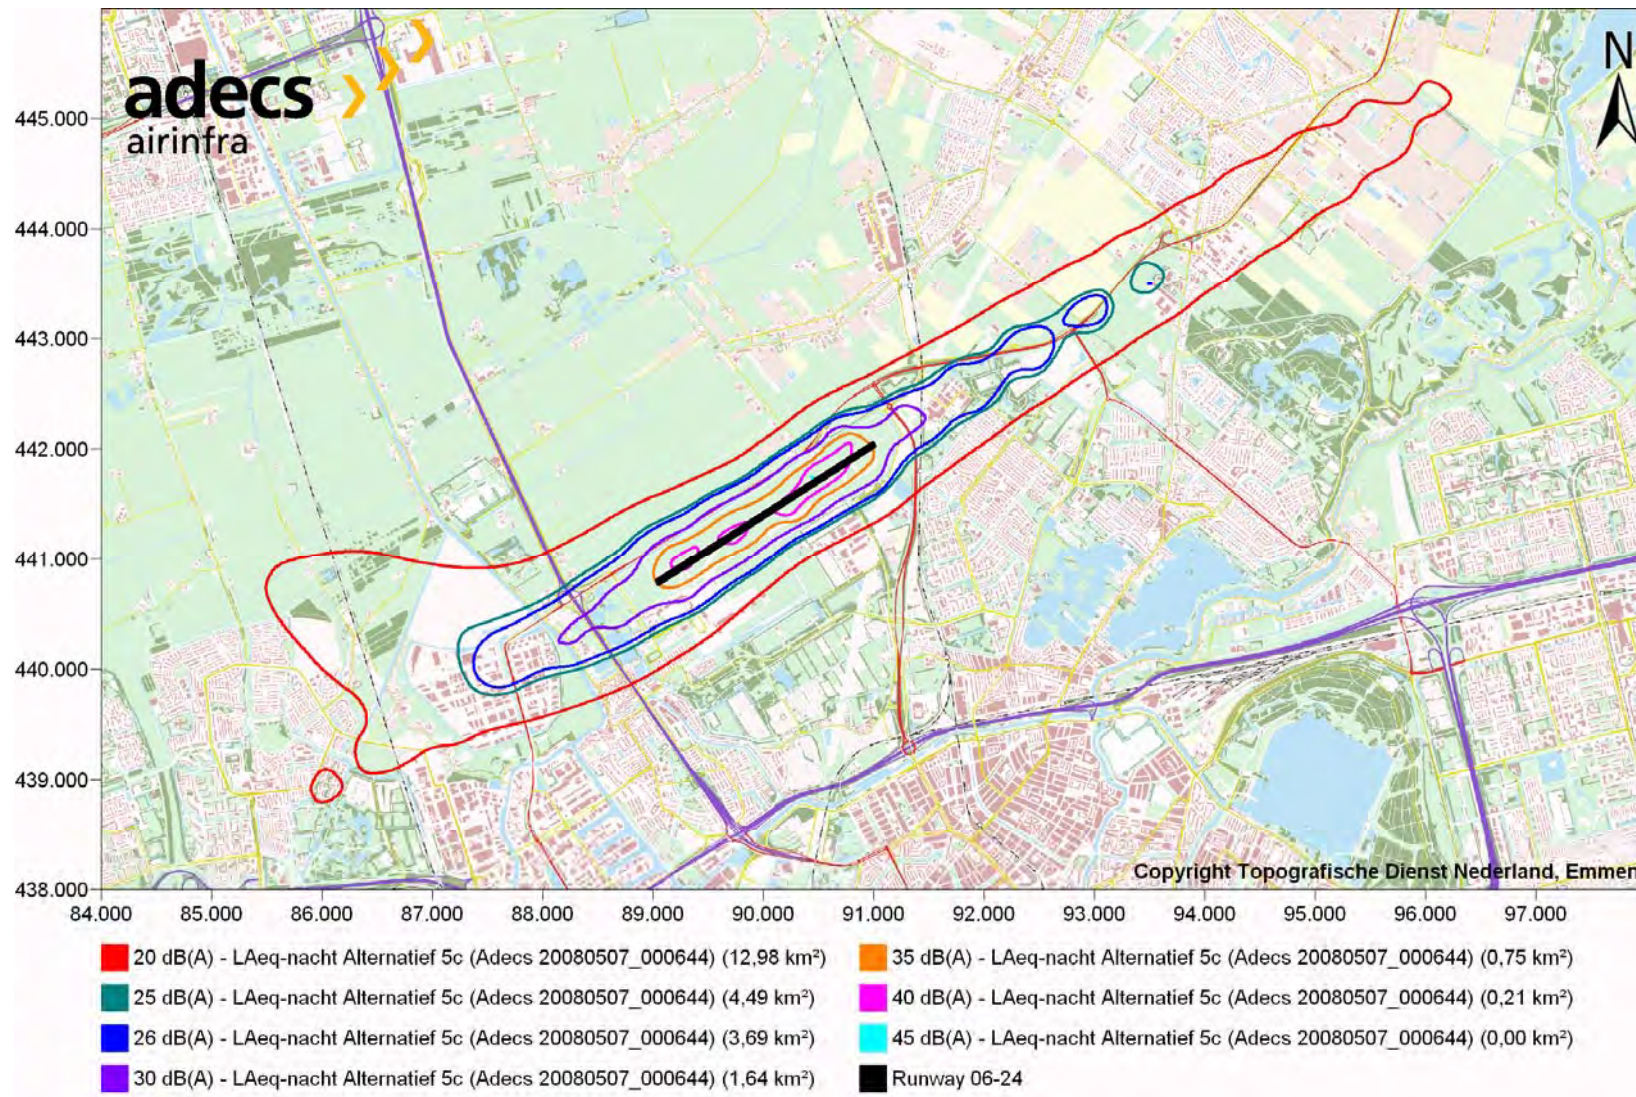 adecs
airinfra
N
445.000
444.000
443.000
442.000
441.000
440.000
439.000
438.000
Copyright Topografische Dienst Nederland, Emmen
84.000 85.000 86.000 87.000 88.000 89.000 90.000 91.000 92.000 93.000 94.000 95.000 96.000 97.000
20 dB(A) - LAeq-nacht Alternatief 5c (Adecs 20080507_000644) (12,98 km²)
25 dB(A) - LAeq-nacht Alternatief 5c (Adecs 20080507_000644) (4,49 km²)
26 dB(A) - LAeq-nacht Alternatief 5c (Adecs 20080507_000644) (3,69 km²)
30 dB(A) - LAeq-nacht Alternatief 5c (Adecs 20080507_000644) (1,64 km²)
35 dB(A) - LAeq-nacht Alternatief 5c (Adecs 20080507_000644) (0,75 km²)
40 dB(A) - LAeq-nacht Alternatief 5c (Adecs 20080507_000644) (0,21 km²)
45 dB(A) - LAeq-nacht Alternatief 5c (Adecs 20080507_000644) (0,00 km²)
Runway 06-24